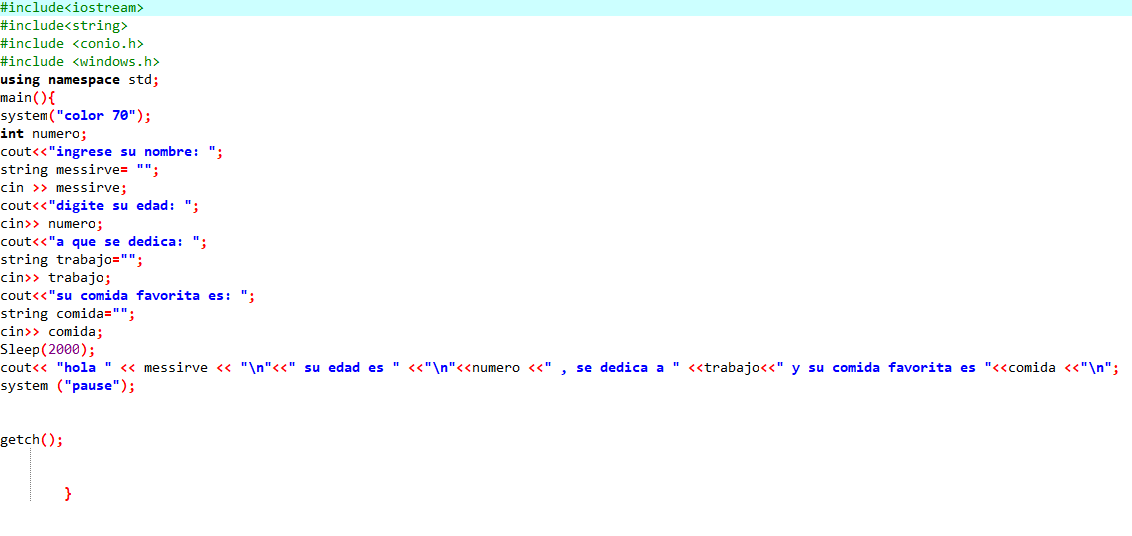 #include<iostream>
#include<string>
#include <conio.h>
#include <windows.h>
using namespace std;
main(){
system("color 70");
int numero;
cout<<"ingrese su nombre: ";
string messirve= "";
cin >> messirve;
cout<<"digite su edad: ";
cin>> numero;
cout<<"a que se dedica: ";
string trabajo="";
cin>> trabajo;
cout<<"su comida favorita es: ";
string comida="";
cin>> comida;
Sleep(2000);
cout<< "hola " << messirve << "\n"<<" su edad es " <<"\n"<<numero <<" , se dedica a " <<trabajo<<" y su comida favorita es "<<comida <<"\n";
system ("pause");
getch();
}